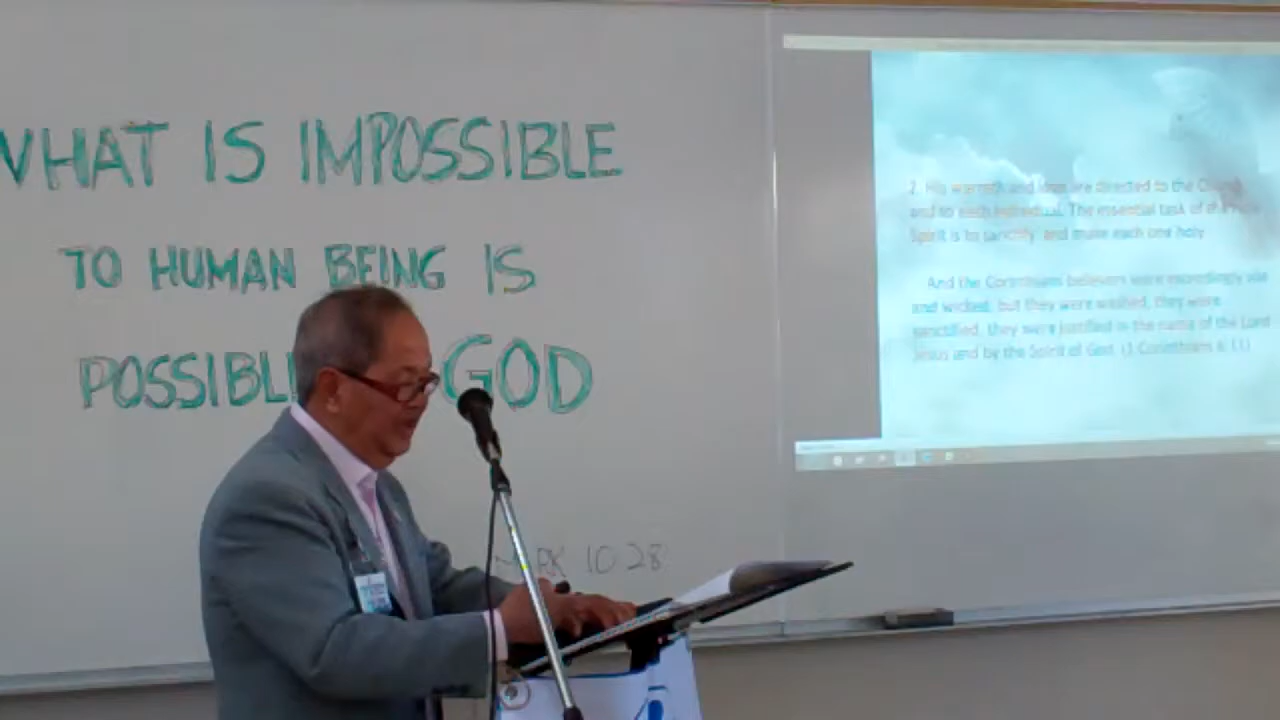 WHAT IS IMPOSSIBLE
TO HUMAN BEING IS
POSSIBL GOD
MARK 10 28
2. His warmth and love are directed to the Church
and to each individual. The essential task of the Holy
Spirit is to sanctify and make each one holy
And the Corinthians believers were exceedingly vile
and wicked, but they were washed, they were
sanctified, they were justified in the name of the Lord
Jesus and by the Spirit of God. (1 Corinthians 6:11)